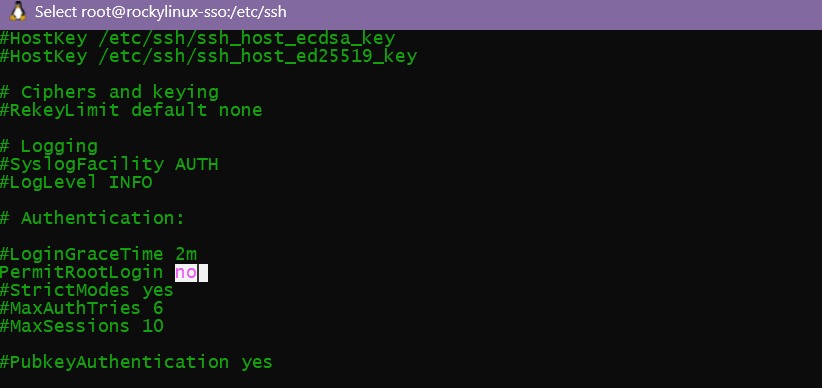 Select root@rockylinux-sso:/etc/ssh
#HostKey /etc/ssh/ssh_host_ecdsa_key
#HostKey /etc/ssh/ssh_host_ed25519_key
# Ciphers and keying
#RekeyLimit default none
# Logging
#SyslogFacility AUTH
#LogLevel INFO
# Authentication:
#LoginGraceTime 2m
PermitRootLogin no
#StrictModes yes
#MaxAuthTries 6
#MaxSessions 10
#PubkeyAuthentication yes